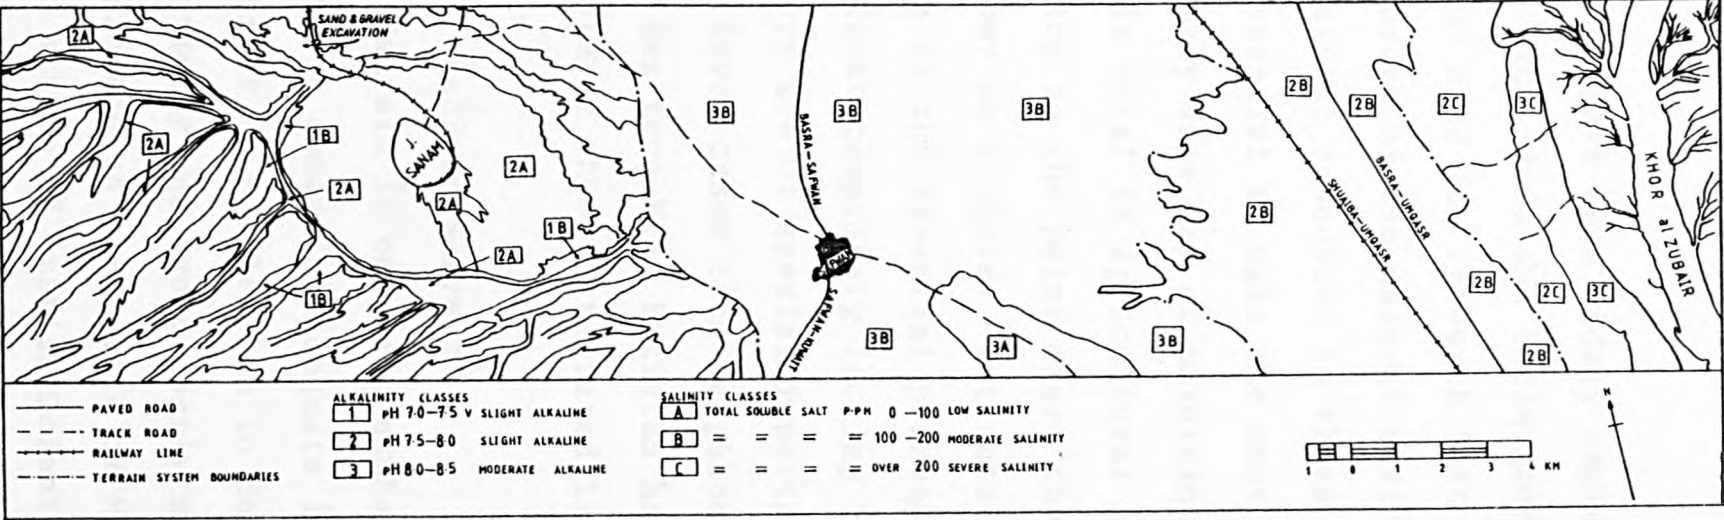 SAND & GRAVEL
EXCAVATION
2A
2A
1B
2A
J.
SANAM
2A
2A
1B
2A
1B
3B
BASRA-SAFWAN
3B
3B
SAFWAN-KUWAIT
3B
3A
3B
2B
2B
2B
SHUAIBA-UMQASR
BASRA-UMQASR
2C
3C
2B
2C
3C
2B
KHOR al ZUBAIR
PAVED ROAD
TRACK ROAD
RAILWAY LINE
TERRAIN SYSTEM BOUNDARIES
ALKALINITY CLASSES
1 pH 7·0–7·5 V SLIGHT ALKALINE
2 pH 7·5–8·0 SLIGHT ALKALINE
3 pH 8·0–8·5 MODERATE ALKALINE
SALINITY CLASSES
A TOTAL SOLUBLE SALT P·PM 0 –100 LOW SALINITY
B = = = = 100 –200 MODERATE SALINITY
C = = = = OVER 200 SEVERE SALINITY
N
1 0 1 2 3 4 KM